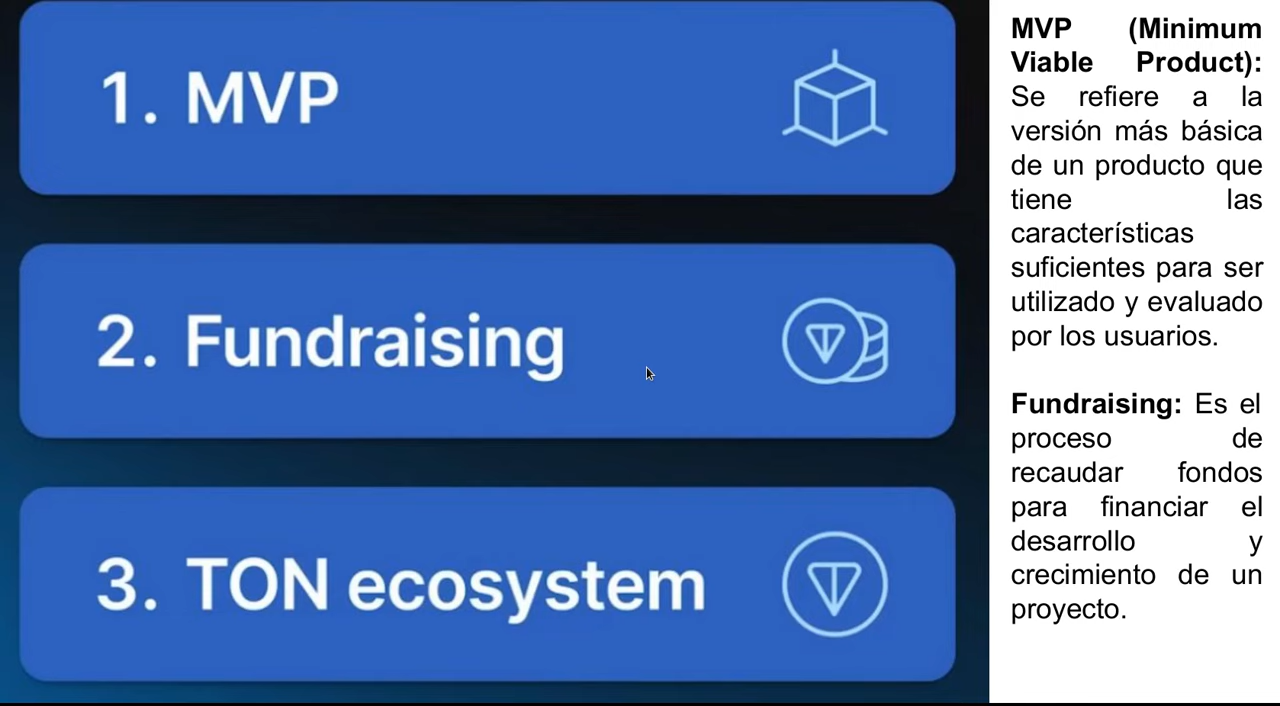 1. MVP
2. Fundraising
3. TON ecosystem
MVP (Minimum
Viable Product):
Se refiere a la
versión más básica
de un producto que
tiene las
características
suficientes para ser
utilizado y evaluado
por los usuarios.
Fundraising: Es el
proceso de
recaudar fondos
para financiar el
desarrollo y
crecimiento de un
proyecto.